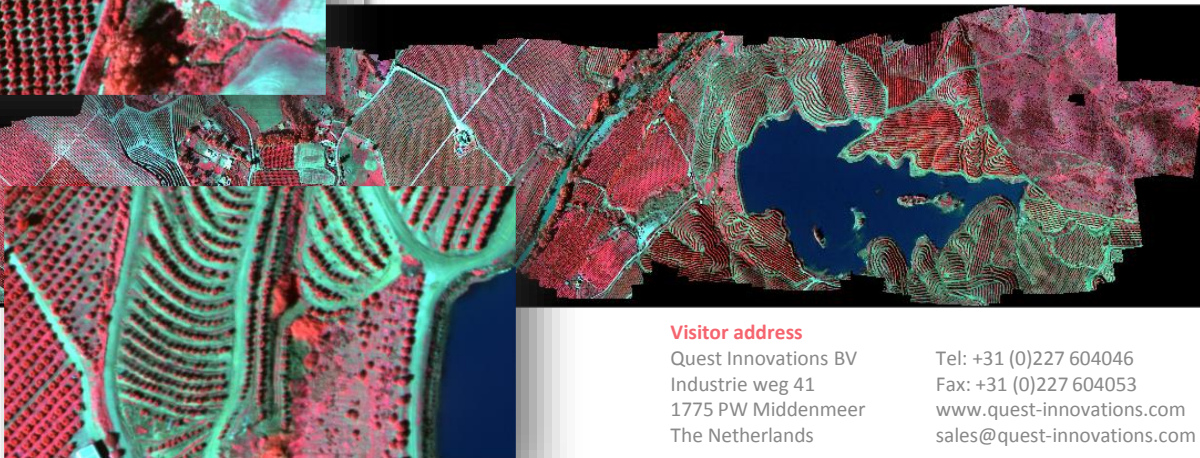 Visitor address
Quest Innovations BV
Industrie weg 41
1775 PW Middenmeer
The Netherlands
Tel: +31 (0)227 604046
Fax: +31 (0)227 604053
www.quest-innovations.com
sales@quest-innovations.com